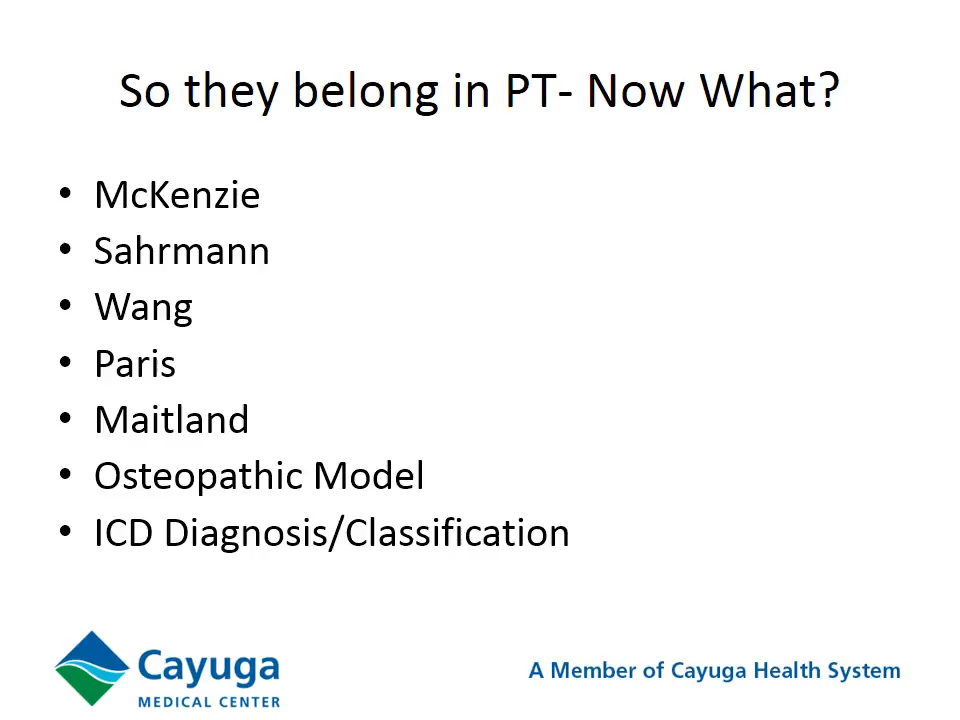 So they belong in PT- Now What?
• McKenzie
• Sahrmann
• Wang
• Paris
• Maitland
• Osteopathic Model
• ICD Diagnosis/Classification
Cayuga
MEDICAL CENTER
A Member of Cayuga Health System